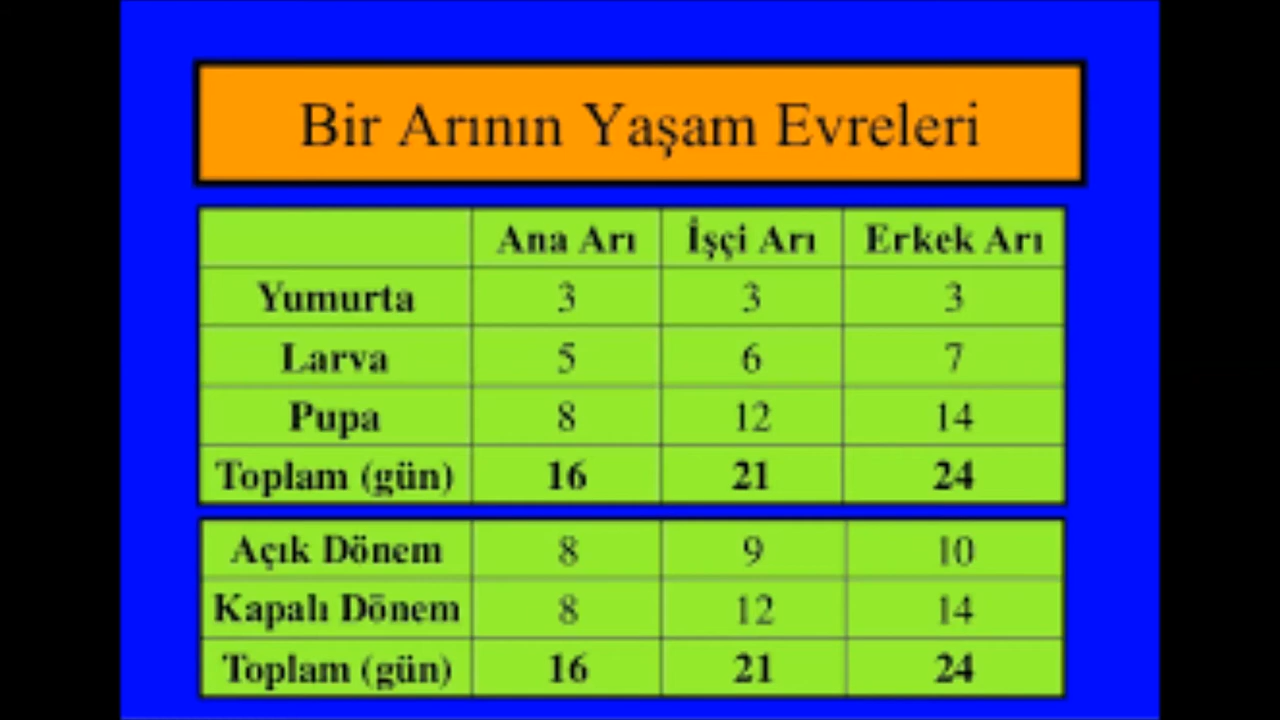 Bir Arının Yaşam Evreleri
Ana Arı İşçi Arı Erkek Arı
Yumurta 3 3 3
Larva 5 6 7
Pupa 8 12 14
Toplam (gün) 16 21 24
Açık Dönem 8 9 10
Kapalı Dönem 8 12 14
Toplam (gün) 16 21 24